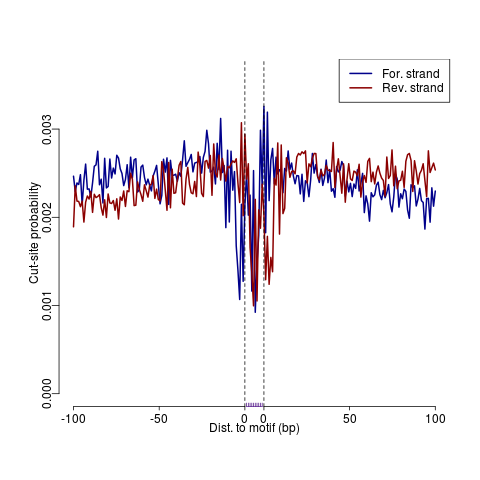 For. strand
Rev. strand
Cut-site probability
0.003
0.002
0.001
0.000
-100
-50
0
0
50
100
Dist. to motif (bp)